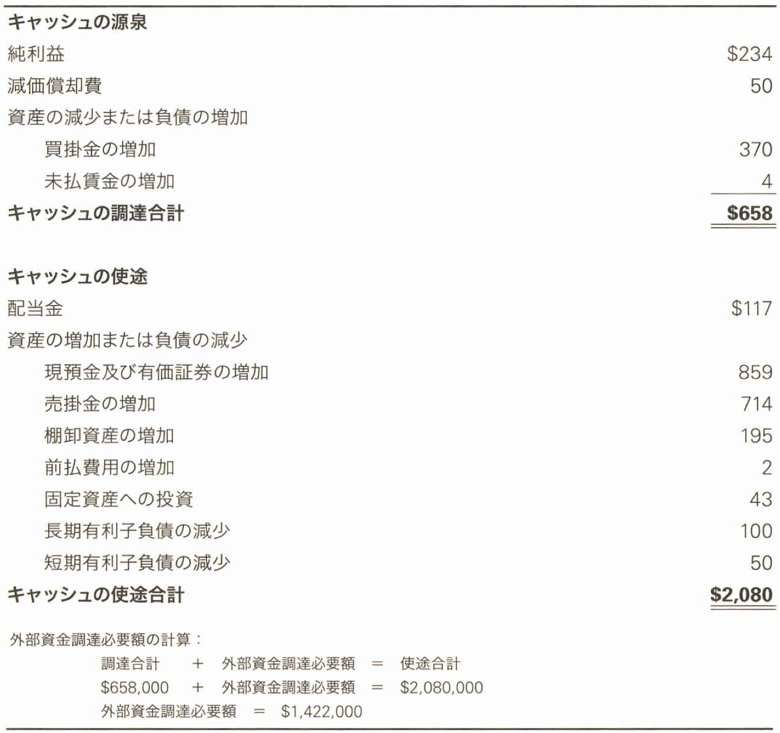 キャッシュの源泉
純利益 $234
減価償却費 50
資産の減少または負債の増加
買掛金の増加 370
未払賃金の増加 4
キャッシュの調達合計 $658
キャッシュの使途
配当金 $117
資産の増加または負債の減少
現預金及び有価証券の増加 859
売掛金の増加 714
棚卸資産の増加 195
前払費用の増加 2
固定資産への投資 43
長期有利子負債の減少 100
短期有利子負債の減少 50
キャッシュの使途合計 $2,080
外部資金調達必要額の計算：
調達合計 + 外部資金調達必要額 = 使途合計
$658,000 + 外部資金調達必要額 = $2,080,000
外部資金調達必要額 = $1,422,000